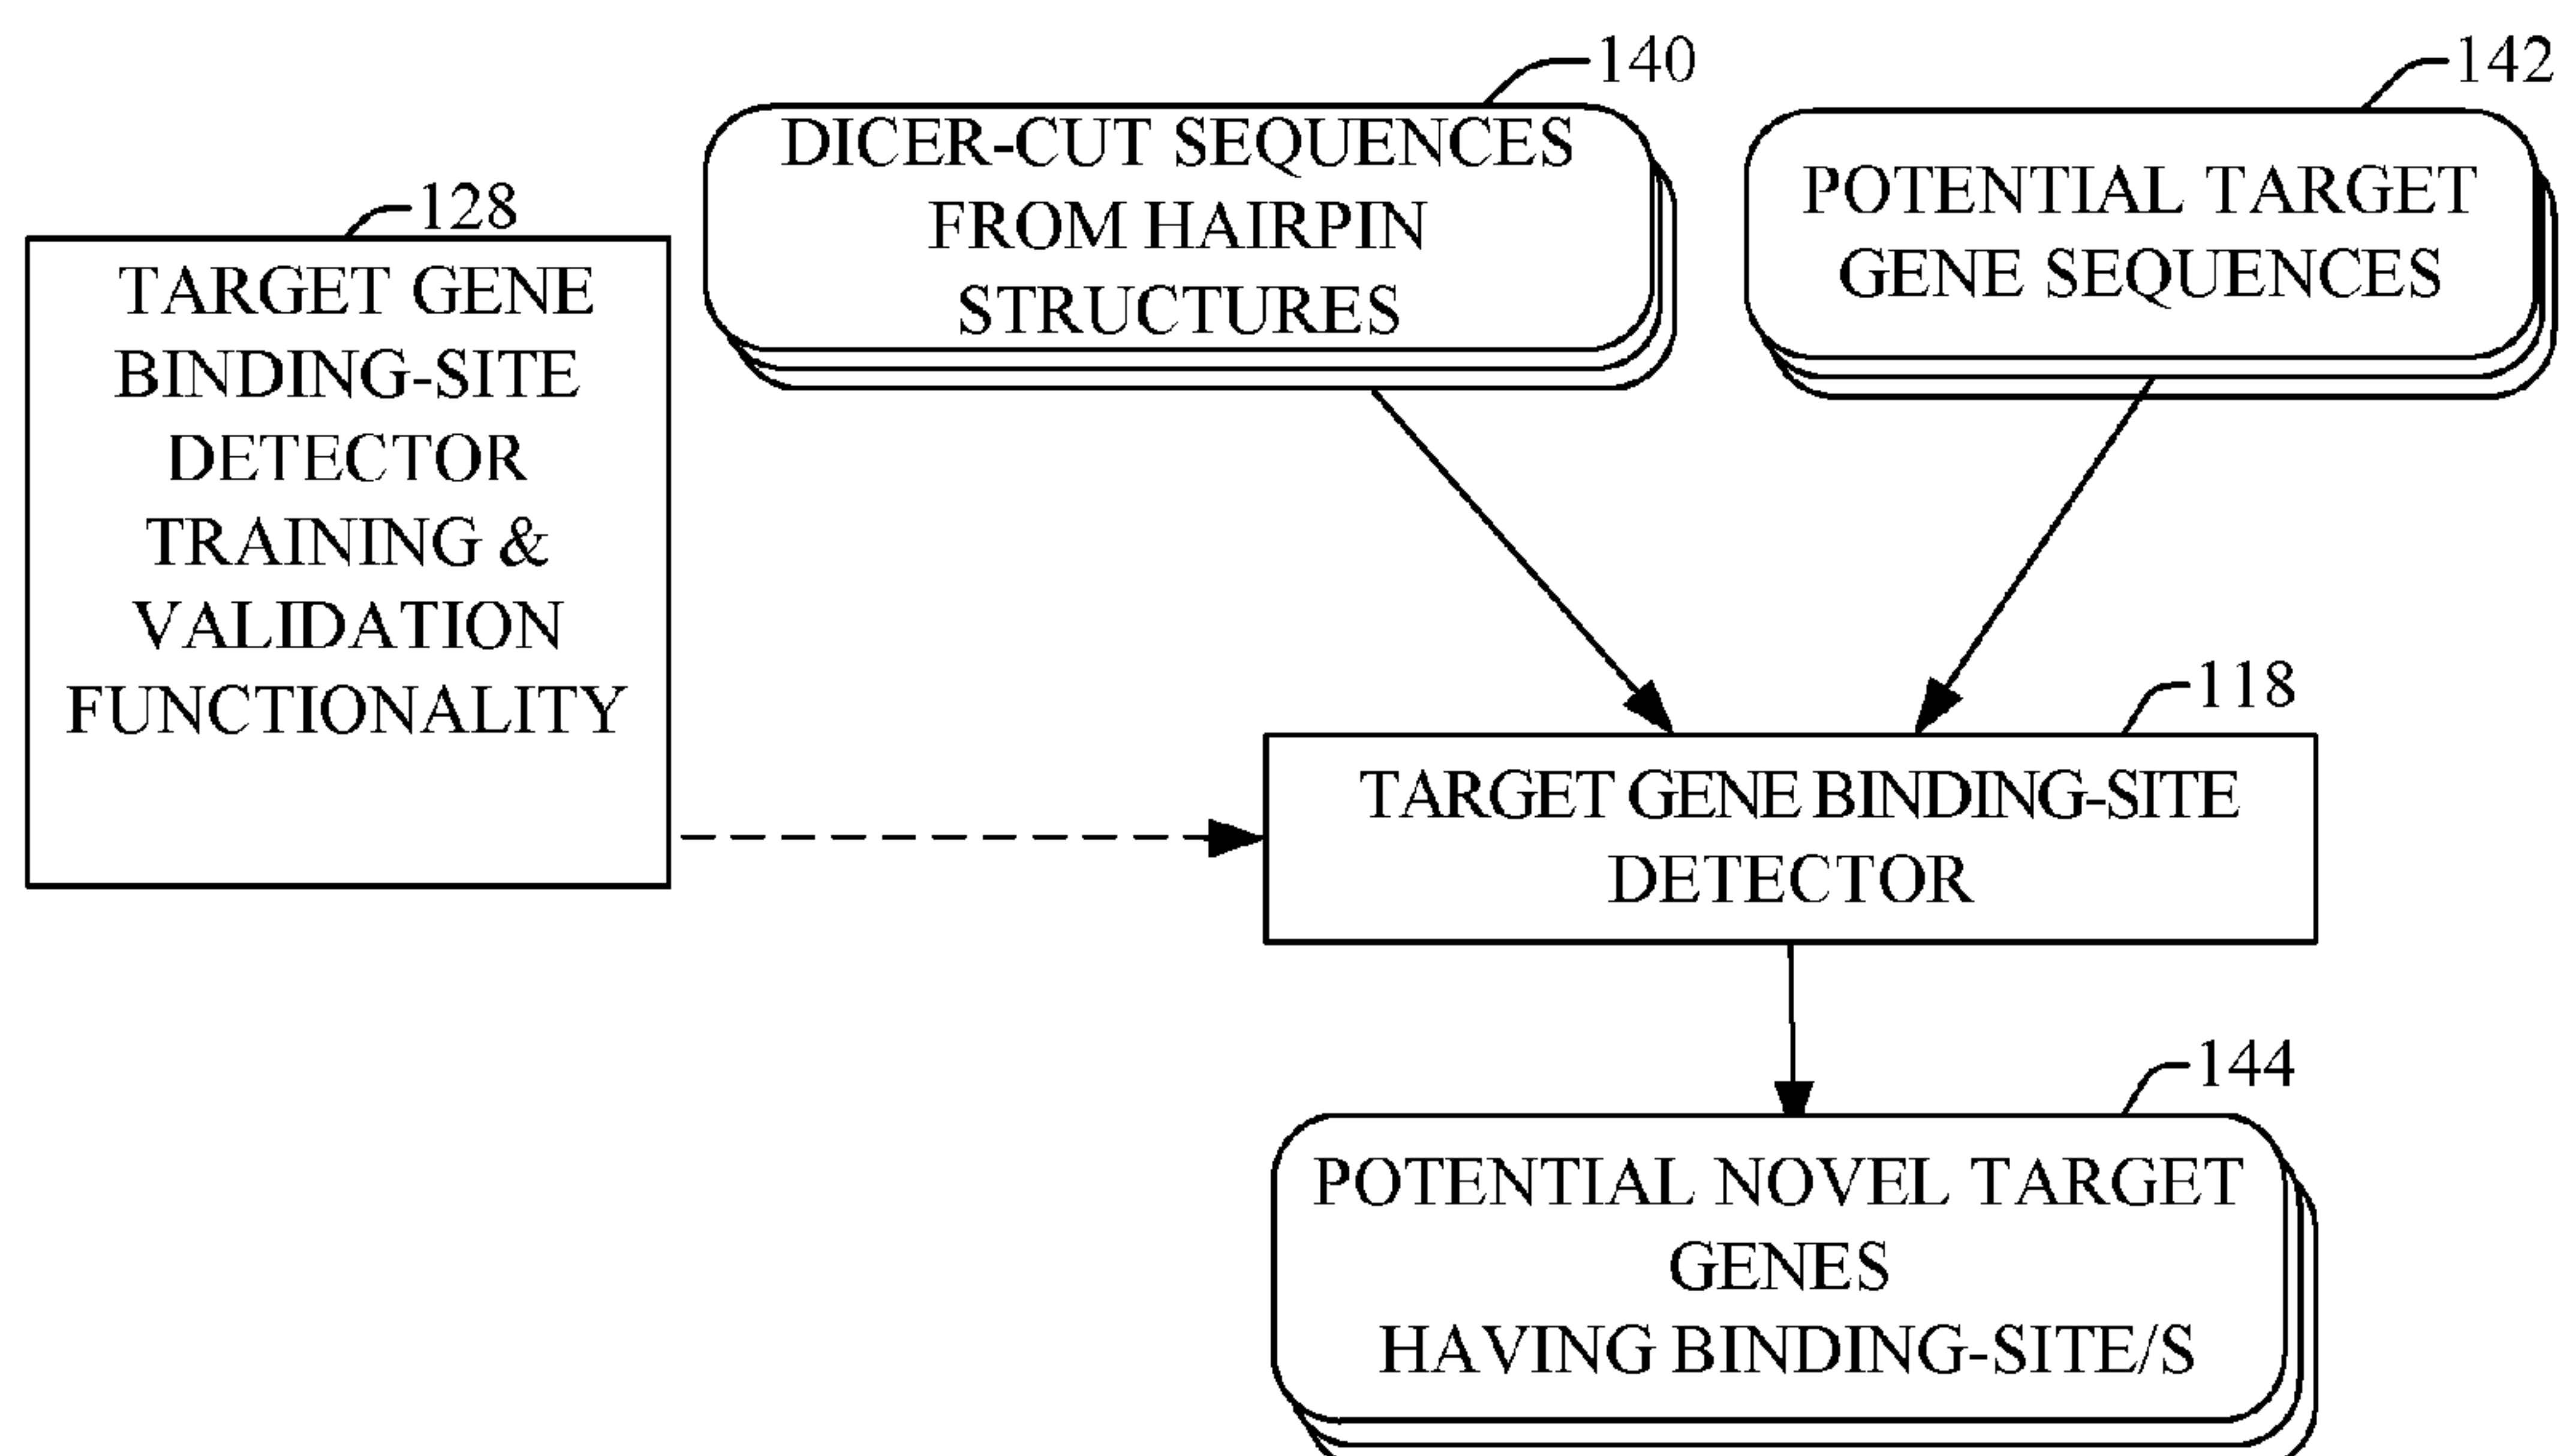 140
DICER-CUT SEQUENCES
FROM HAIRPIN
STRUCTURES
142
POTENTIAL TARGET
GENE SEQUENCES
128
TARGET GENE
BINDING-SITE
DETECTOR
TRAINING &
VALIDATION
FUNCTIONALITY
118
TARGET GENE BINDING-SITE
DETECTOR
144
POTENTIAL NOVEL TARGET
GENES
HAVING BINDING-SITE/S